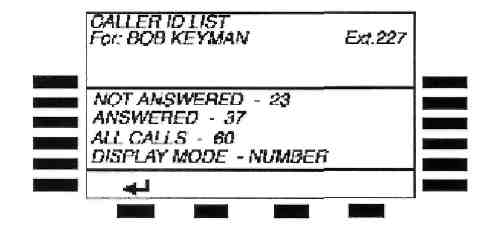 CALLER ID LIST
For: BOB KEYMAN Ext.227
NOT ANSWERED - 23
ANSWERED - 37
ALL CALLS - 60
DISPLAY MODE - NUMBER